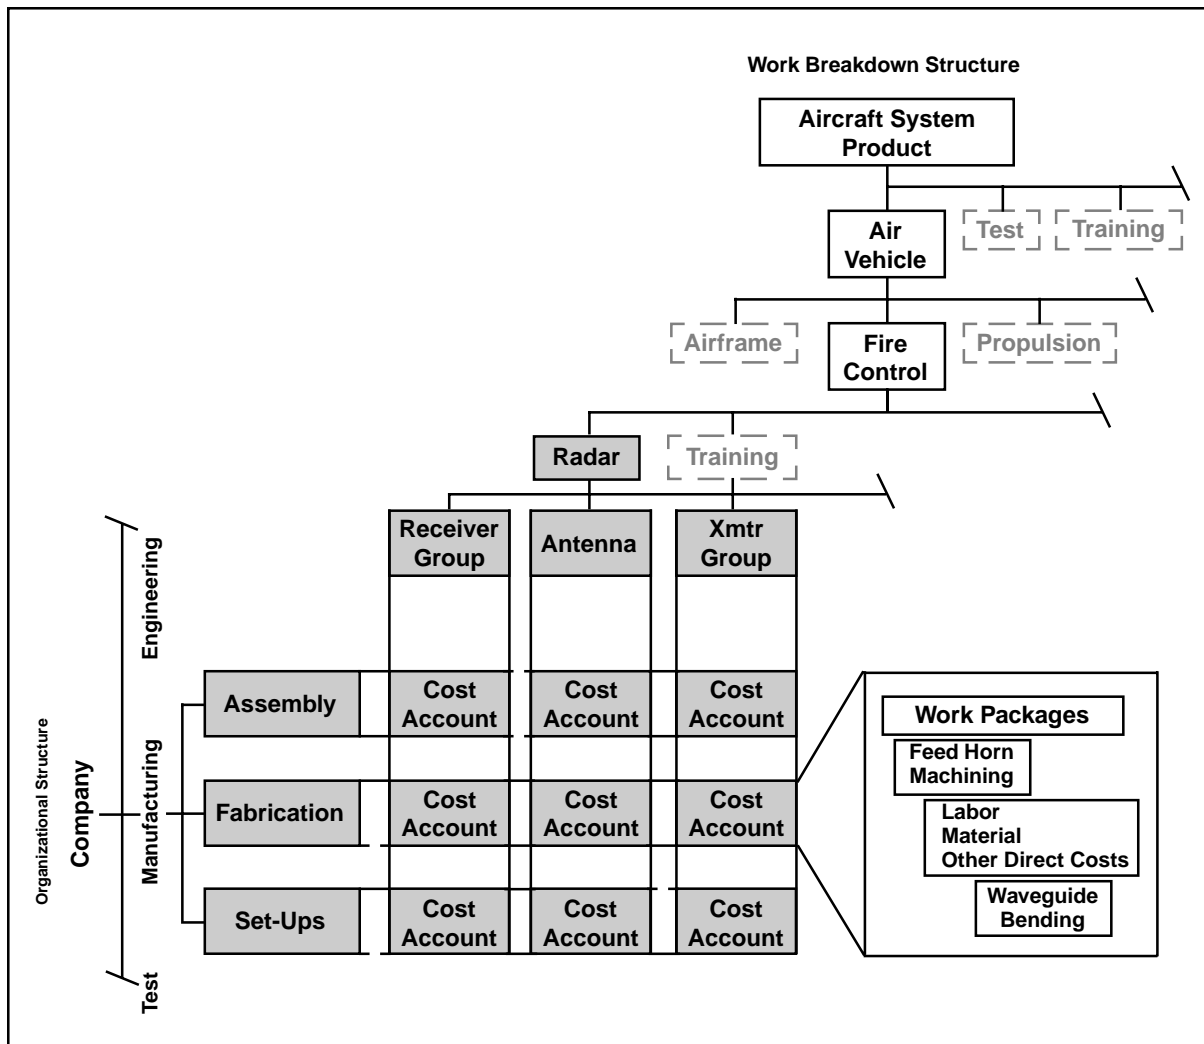 Work Breakdown Structure
Aircraft System
Product
Air
Vehicle
Test
Training
Airframe
Fire
Control
Propulsion
Radar
Training
Receiver
Group
Antenna
Xmtr
Group
Organizational Structure
Company
Engineering
Manufacturing
Test
Assembly
Cost
Account
Cost
Account
Cost
Account
Fabrication
Cost
Account
Cost
Account
Cost
Account
Set-Ups
Cost
Account
Cost
Account
Cost
Account
Work Packages
Feed Horn
Machining
Labor
Material
Other Direct Costs
Waveguide
Bending